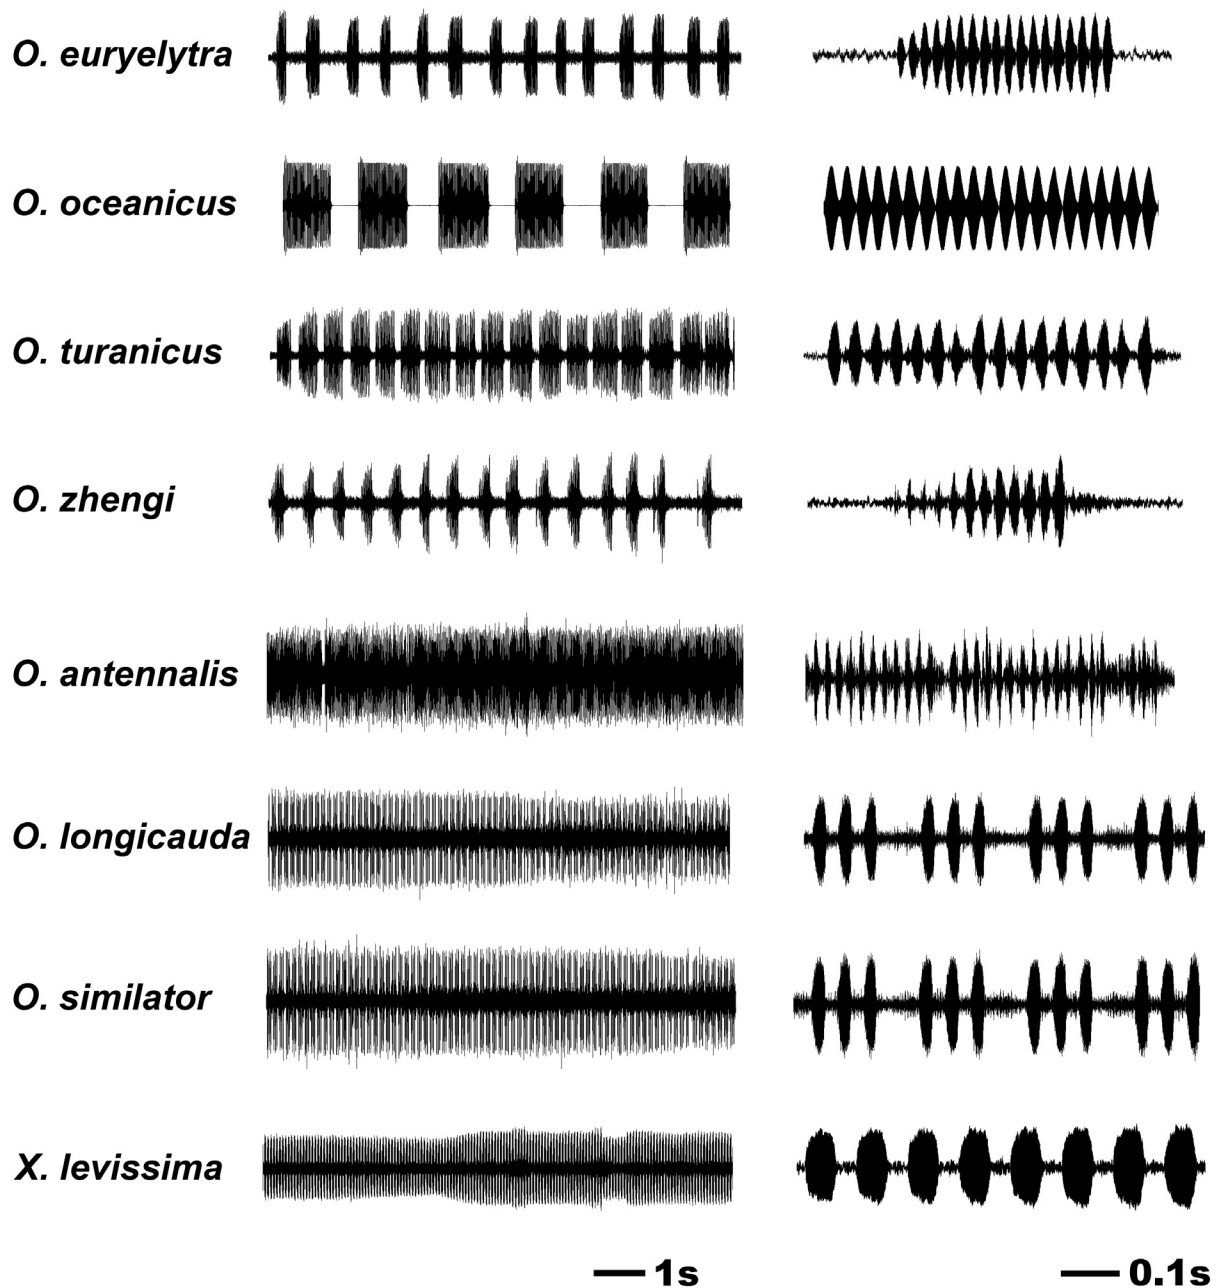 O. euryelytra
O. oceanicus
O. turanicus
O. zhengi
O. antennalis
O. longicauda
O. similator
X. levissima
1s
0.1s